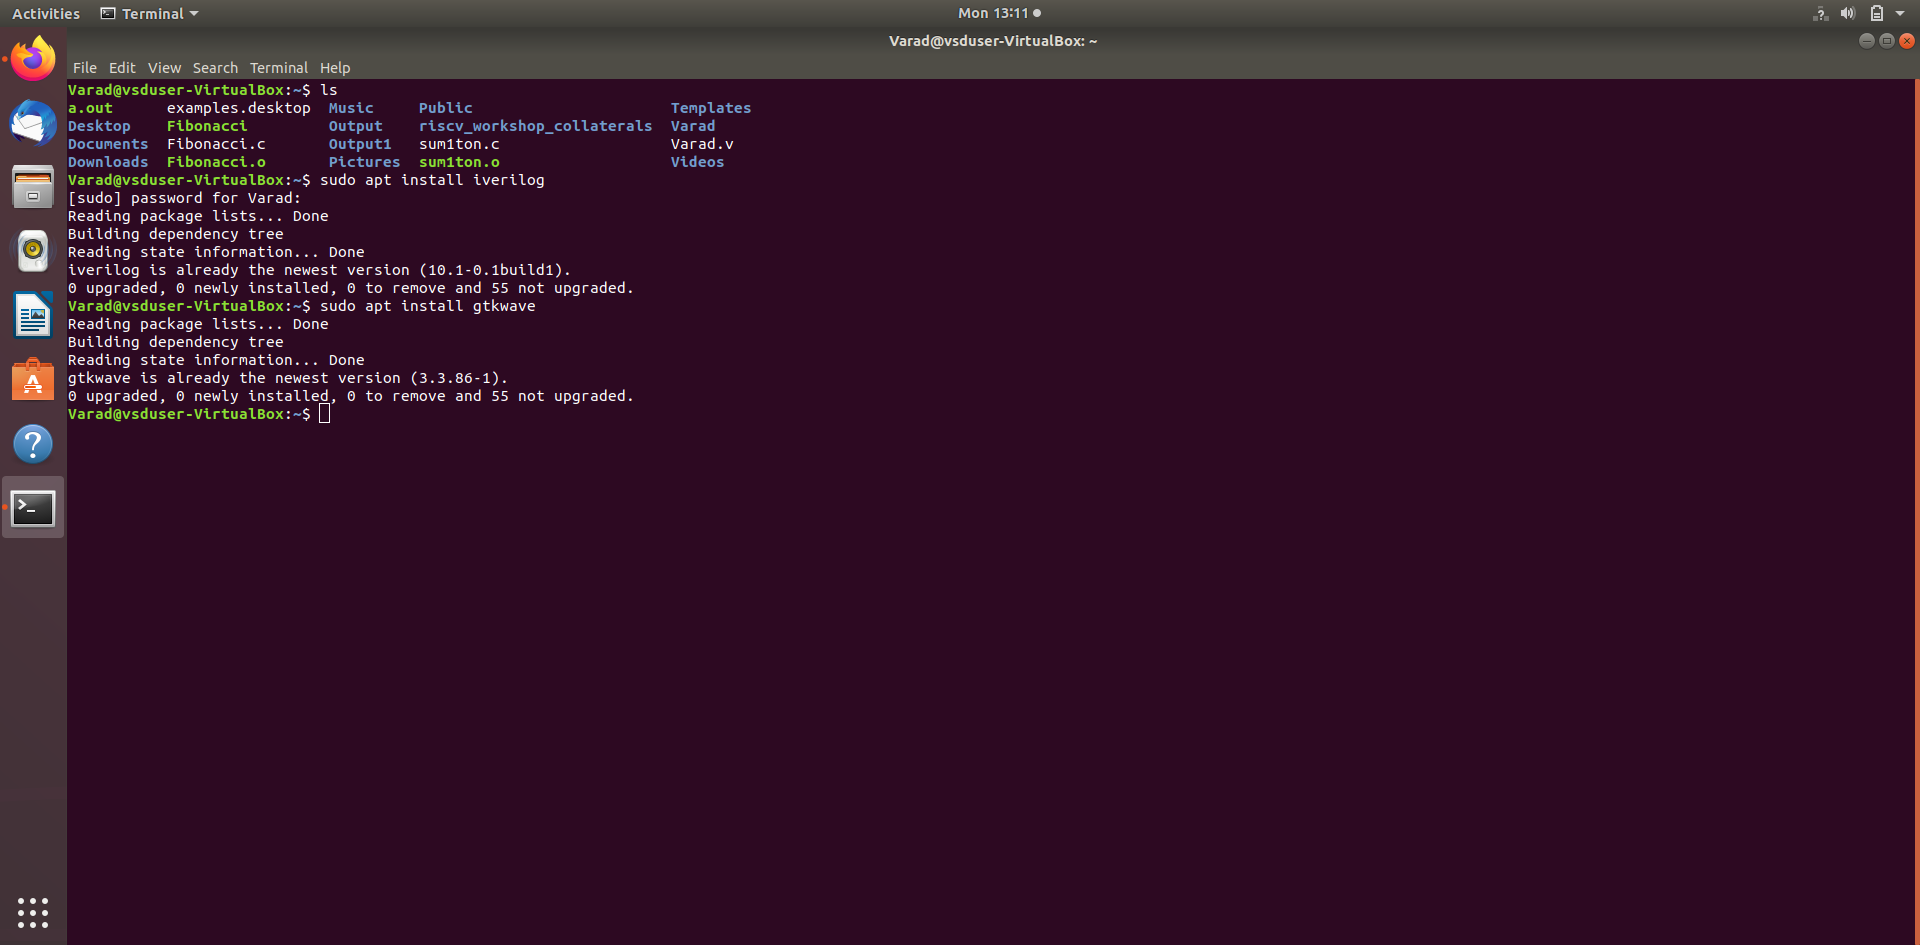 Activities Terminal Mon 13:11
Varad@vsduser-VirtualBox: ~
File Edit View Search Terminal Help
Varad@vsduser-VirtualBox:~$ ls
a.out examples.desktop Music Public Templates
Desktop Fibonacci Output riscv_workshop_collaterals Varad
Documents Fibonacci.c Output1 sum1ton.c Varad.v
Downloads Fibonacci.o Pictures sum1ton.o Videos
Varad@vsduser-VirtualBox:~$ sudo apt install iverilog
[sudo] password for Varad:
Reading package lists... Done
Building dependency tree
Reading state information... Done
iverilog is already the newest version (10.1-0.1build1).
0 upgraded, 0 newly installed, 0 to remove and 55 not upgraded.
Varad@vsduser-VirtualBox:~$ sudo apt install gtkwave
Reading package lists... Done
Building dependency tree
Reading state information... Done
gtkwave is already the newest version (3.3.86-1).
0 upgraded, 0 newly installed, 0 to remove and 55 not upgraded.
Varad@vsduser-VirtualBox:~$